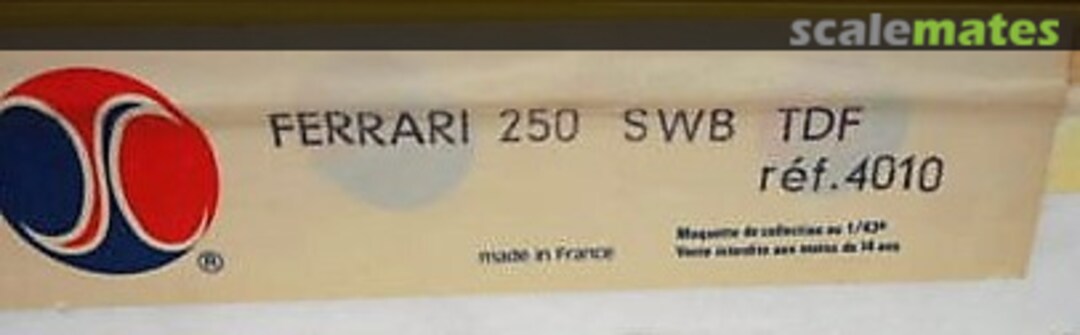 scalemates
FERRARI 250 SWB TDF
réf.4010
®
made in France
Maquette de collection au 1/43e
Vente interdite aux moins de 14 ans